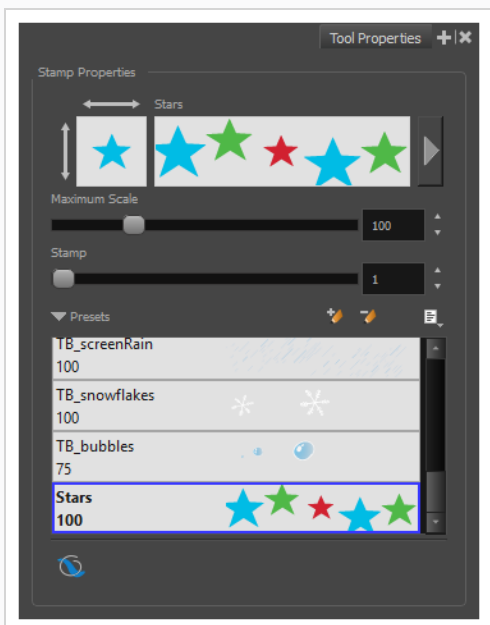 Tool Properties
Stamp Properties
Stars
Maximum Scale
100
Stamp
1
Presets
TB_screenRain
100
TB_snowflakes
100
TB_bubbles
75
Stars
100